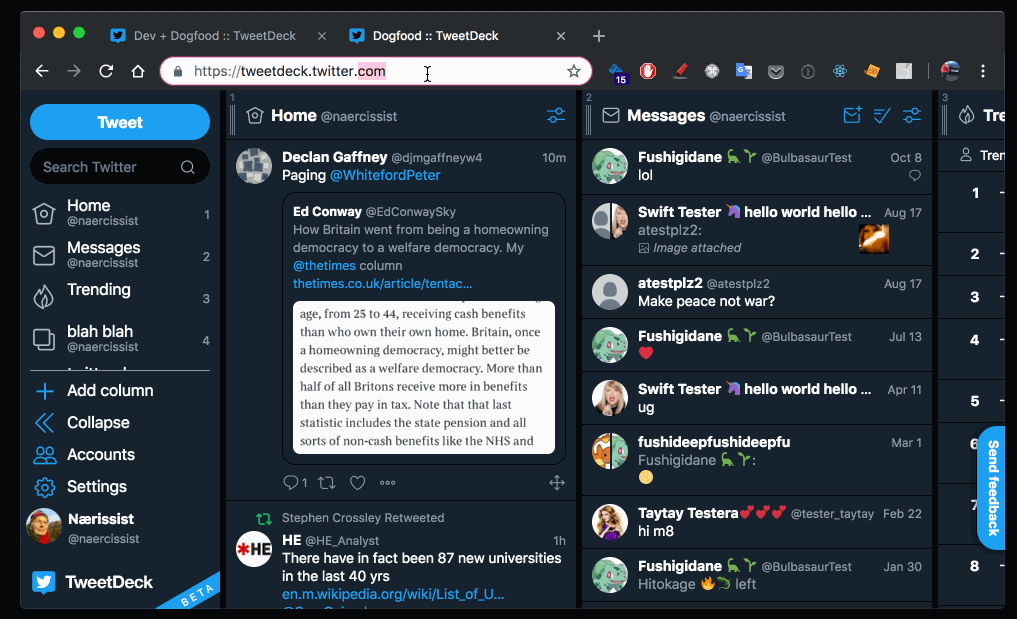 Dev + Dogfood :: TweetDeck
Dogfood :: TweetDeck
https://tweetdeck.twitter.com
15
Tweet
Search Twitter
Home
@naercissist
1
Messages
@naercissist
2
Trending
3
blah blah
@naercissist
4
Add column
Collapse
Accounts
Settings
Nærissist
@naercissist
TweetDeck
BETA
1
Home @naercissist
Declan Gaffney @djmgaffneyw4 10m
Paging @WhitefordPeter
Ed Conway @EdConwaySky
How Britain went from being a homeowning
democracy to a welfare democracy. My
@thetimes column
thetimes.co.uk/article/tentac...
age, from 25 to 44, receiving cash benefits
than who own their own home. Britain, once
a homeowning democracy, might better be
described as a welfare democracy. More than
half of all Britons receive more in benefits
than they pay in tax. Note that that last
statistic includes the state pension and all
sorts of non-cash benefits like the NHS and
1
Stephen Crossley Retweeted
HE @HE_Analyst 1h
*HE
There have in fact been 87 new universities
in the last 40 yrs
en.m.wikipedia.org/wiki/List_of_U...
2
Messages @naercissist
Fushigidane 🦕🌱 @BulbasaurTest Oct 8
lol
Swift Tester 🦄 hello world hello ... Aug 17
atestplz2:
Image attached
atestplz2 @atestplz2 Aug 17
Make peace not war?
Fushigidane 🦕🌱 @BulbasaurTest Jul 13
❤️
Swift Tester 🦄 hello world hello ... Apr 11
ug
fushideepfushideepfu Mar 1
Fushigidane 🦕🌱:
🌕
Taytay Testera💕💕💕 @tester_taytay Feb 22
hi m8
Fushigidane 🦕🌱 @BulbasaurTest Jan 30
Hitokage 🔥🦎 left
3
Tre
Tren
1
2
3
4
5
6
7
8
Send feedback